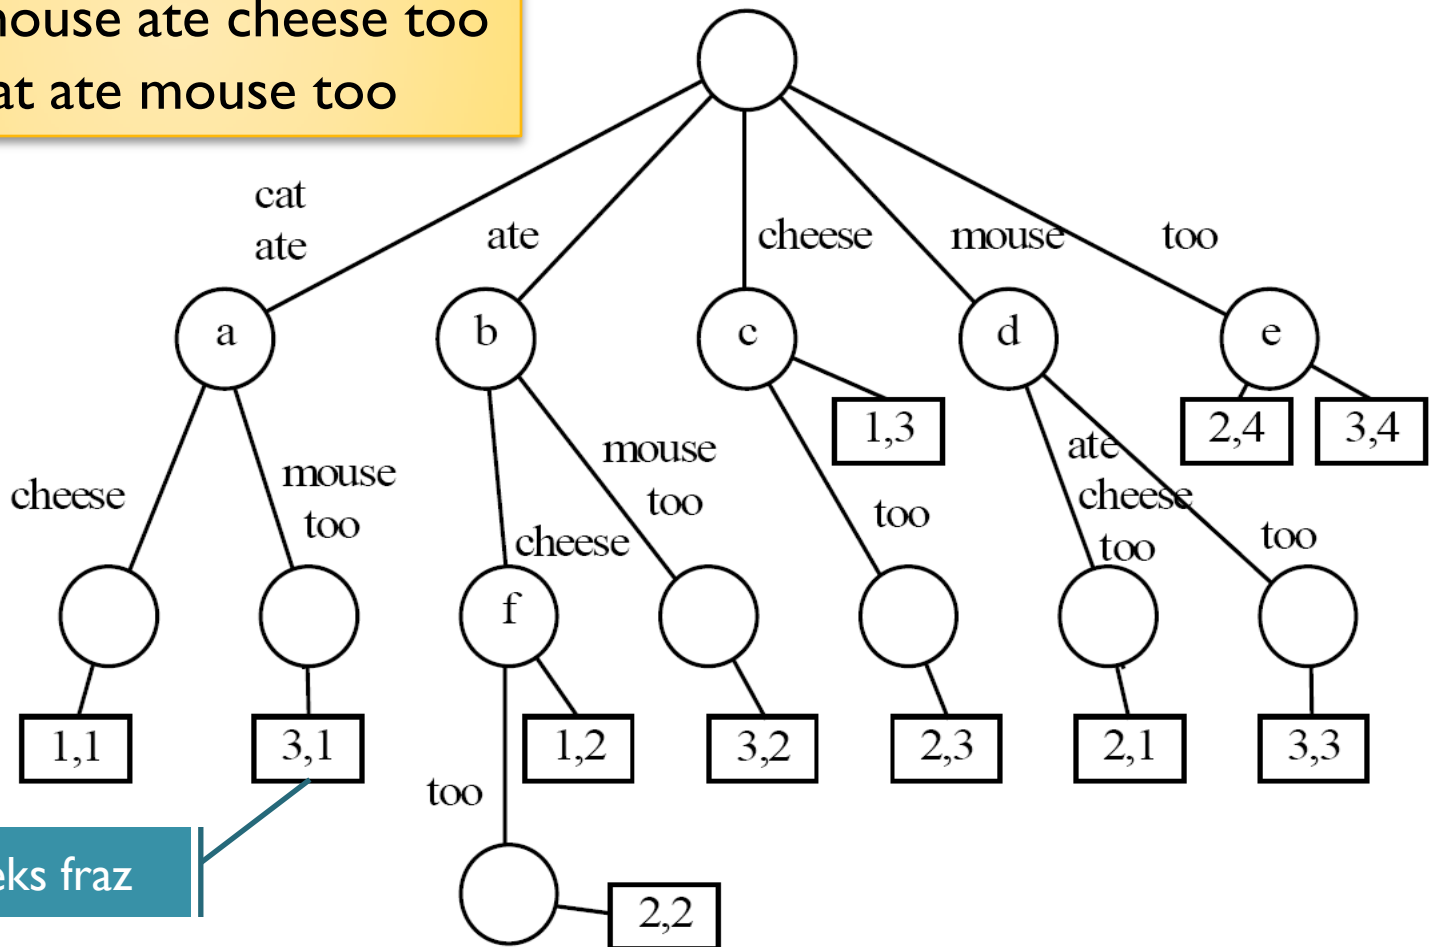 ouse ate cheese too
at ate mouse too
cat
ate
ate
cheese
mouse
too
a
b
c
d
e
1,3
2,4
3,4
cheese
mouse
too
mouse
too
too
ate
cheese
too
too
cheese
f
1,1
3,1
1,2
3,2
2,3
2,1
3,3
too
eks fraz
2,2